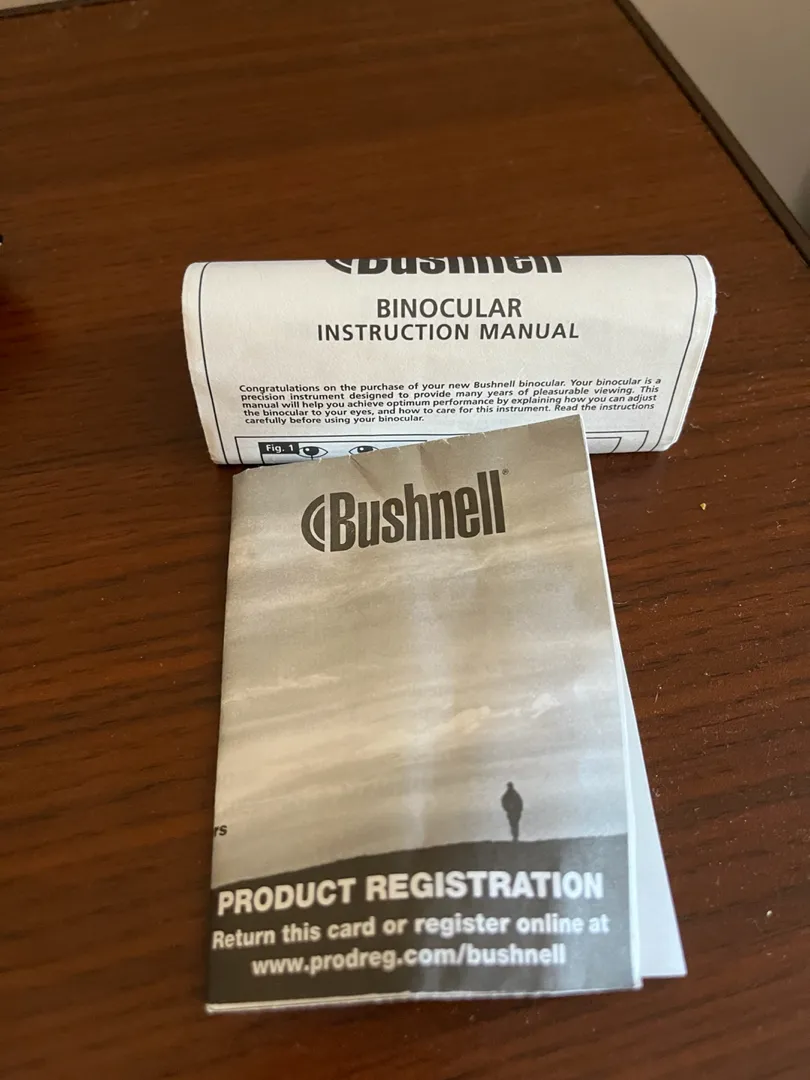 Bushnell
BINOCULAR
INSTRUCTION MANUAL
Congratulations on the purchase of your new Bushnell binocular. Your binocular is a
precision instrument designed to provide many years of pleasurable viewing. This
manual will help you achieve optimum performance by explaining how you can adjust
the binocular to your eyes, and how to care for this instrument. Read the instructions
carefully before using your binocular.
Fig. 1
Bushnell®
rs
PRODUCT REGISTRATION
Return this card or register online at
www.prodreg.com/bushnell